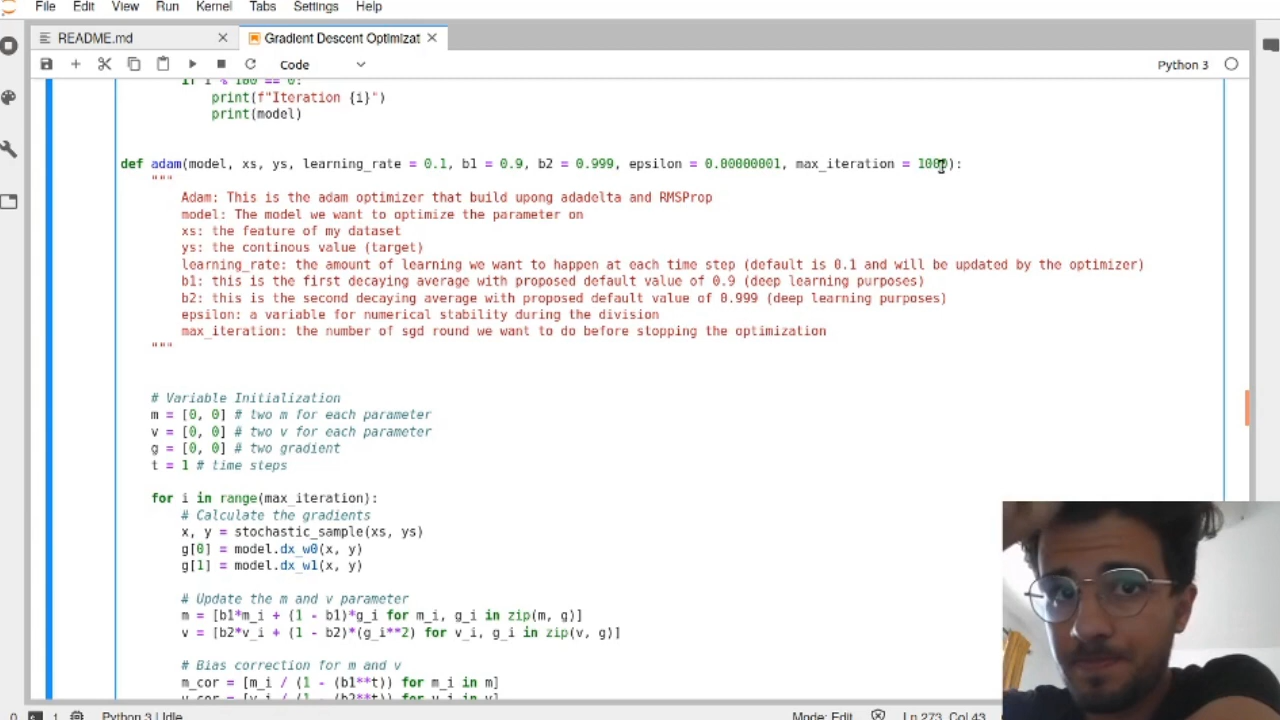 File Edit View Run Kernel Tabs Settings Help
README.md
Gradient Descent Optimizat
Code
Python 3
if i % 100 == 0:
print(f"Iteration {i}")
print(model)
def adam(model, xs, ys, learning_rate = 0.1, b1 = 0.9, b2 = 0.999, epsilon = 0.00000001, max_iteration = 1000):
"""
Adam: This is the adam optimizer that build upong adadelta and RMSProp
model: The model we want to optimize the parameter on
xs: the feature of my dataset
ys: the continous value (target)
learning_rate: the amount of learning we want to happen at each time step (default is 0.1 and will be updated by the optimizer)
b1: this is the first decaying average with proposed default value of 0.9 (deep learning purposes)
b2: this is the second decaying average with proposed default value of 0.999 (deep learning purposes)
epsilon: a variable for numerical stability during the division
max_iteration: the number of sgd round we want to do before stopping the optimization
"""
# Variable Initialization
m = [0, 0] # two m for each parameter
v = [0, 0] # two v for each parameter
g = [0, 0] # two gradient
t = 1 # time steps
for i in range(max_iteration):
# Calculate the gradients
x, y = stochastic_sample(xs, ys)
g[0] = model.dx_w0(x, y)
g[1] = model.dx_w1(x, y)
# Update the m and v parameter
m = [b1*m_i + (1 - b1)*g_i for m_i, g_i in zip(m, g)]
v = [b2*v_i + (1 - b2)*(g_i**2) for v_i, g_i in zip(v, g)]
# Bias correction for m and v
m_cor = [m_i / (1 - (b1**t)) for m_i in m]
v_cor = [v_i / (1 - (b2**t)) for v_i in v]
0 1 Python 3 | Idle Mode: Edit Ln 273, Col 43